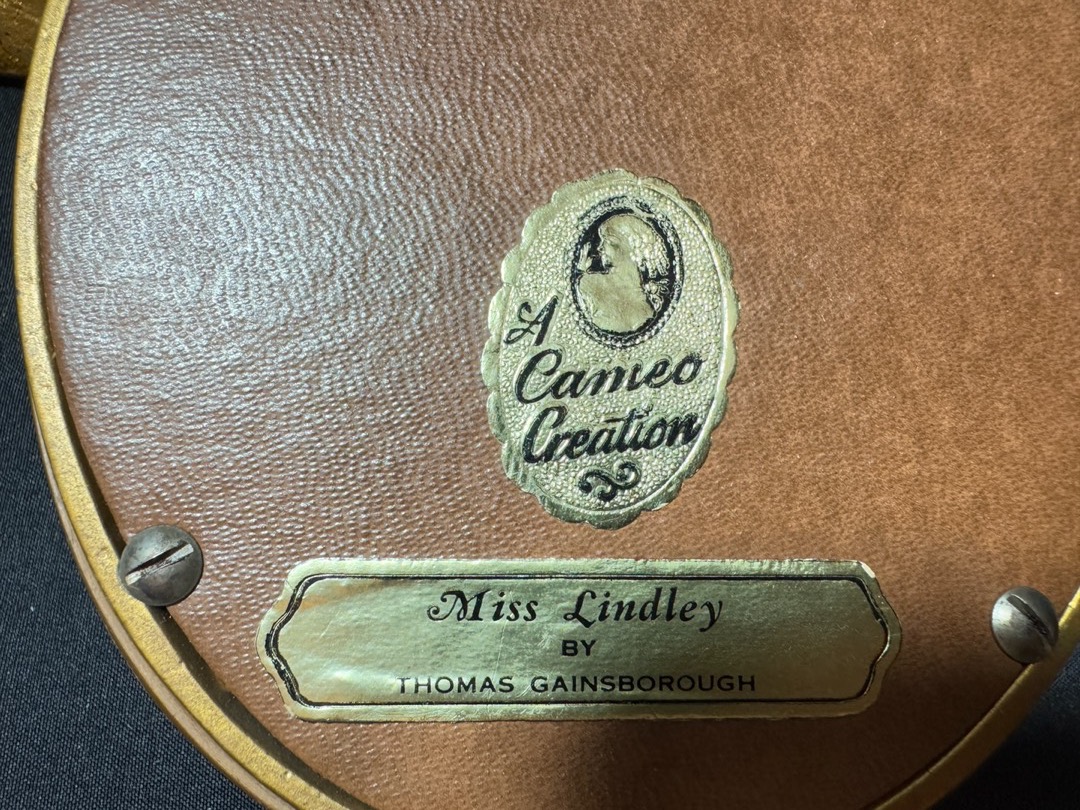 A
Cameo
Creation
Miss Lindley
BY
THOMAS GAINSBOROUGH